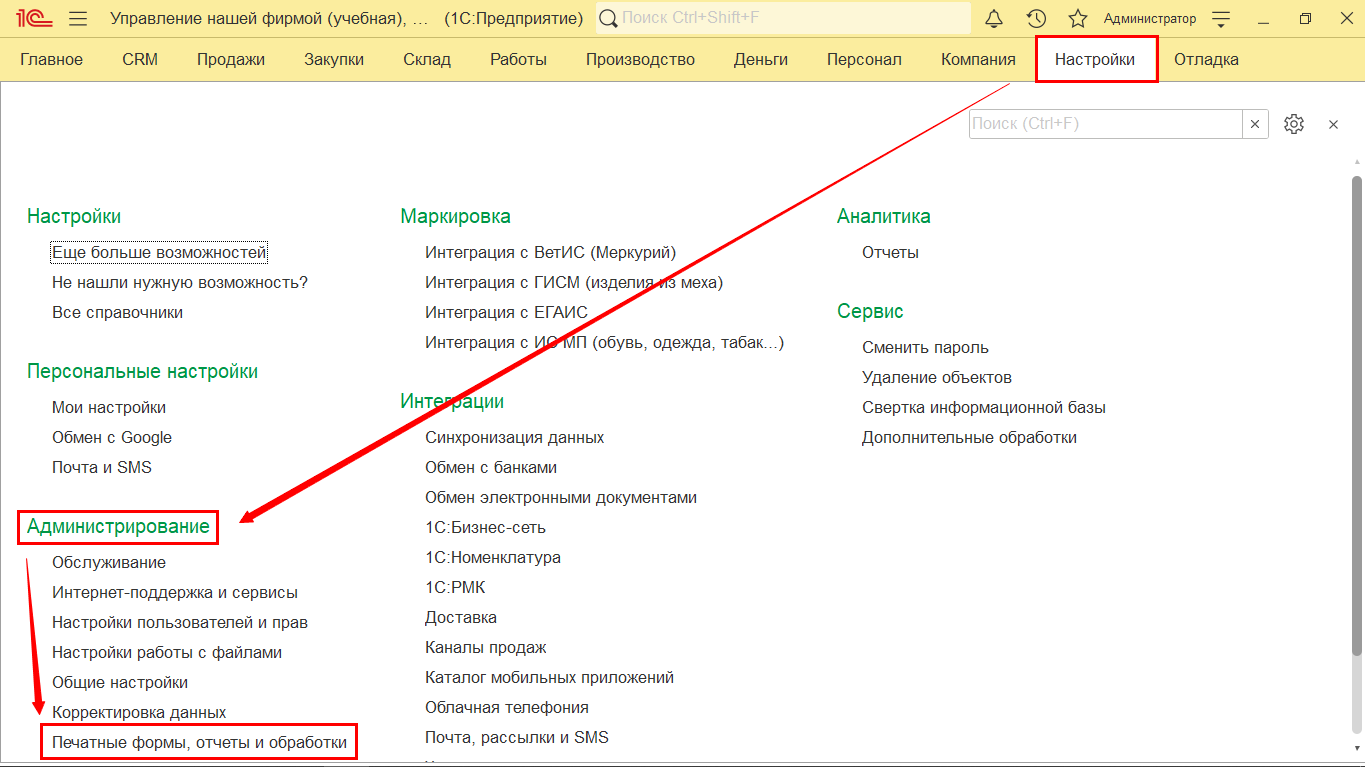 1С Управление нашей фирмой (учебная), ... (1С:Предприятие) Поиск Ctrl+Shift+F Администратор
Главное CRM Продажи Закупки Склад Работы Производство Деньги Персонал Компания Настройки Отладка
Поиск (Ctrl+F)
Настройки
Еще больше возможностей
Не нашли нужную возможность?
Все справочники
Персональные настройки
Мои настройки
Обмен с Google
Почта и SMS
Администрирование
Обслуживание
Интернет-поддержка и сервисы
Настройки пользователей и прав
Настройки работы с файлами
Общие настройки
Корректировка данных
Печатные формы, отчеты и обработки
Маркировка
Интеграция с ВетИС (Меркурий)
Интеграция с ГИСМ (изделия из меха)
Интеграция с ЕГАИС
Интеграция с ИС МП (обувь, одежда, табак...)
Интеграции
Синхронизация данных
Обмен с банками
Обмен электронными документами
1С:Бизнес-сеть
1С:Номенклатура
1С:РМК
Доставка
Каналы продаж
Каталог мобильных приложений
Облачная телефония
Почта, рассылки и SMS
Аналитика
Отчеты
Сервис
Сменить пароль
Удаление объектов
Свертка информационной базы
Дополнительные обработки